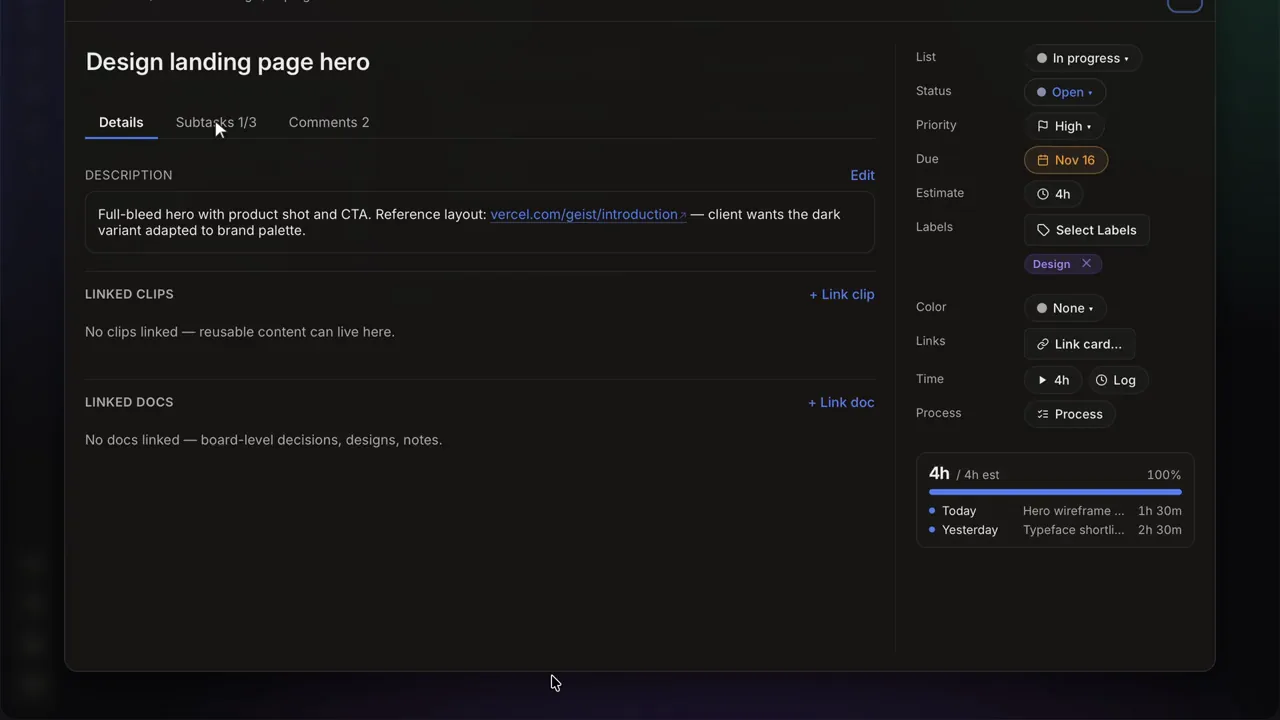 Design landing page hero
Details
Subtasks 1/3
Comments 2
DESCRIPTION
Edit
Full-bleed hero with product shot and CTA. Reference layout: vercel.com/geist/introduction↗ — client wants the dark
variant adapted to brand palette.
LINKED CLIPS
+ Link clip
No clips linked — reusable content can live here.
LINKED DOCS
+ Link doc
No docs linked — board-level decisions, designs, notes.
List
In progress
Status
Open
Priority
High
Due
Nov 16
Estimate
4h
Labels
Select Labels
Design
Color
None
Links
Link card...
Time
4h
Log
Process
Process
4h / 4h est
100%
Today
Hero wireframe ...
1h 30m
Yesterday
Typeface shortli...
2h 30m